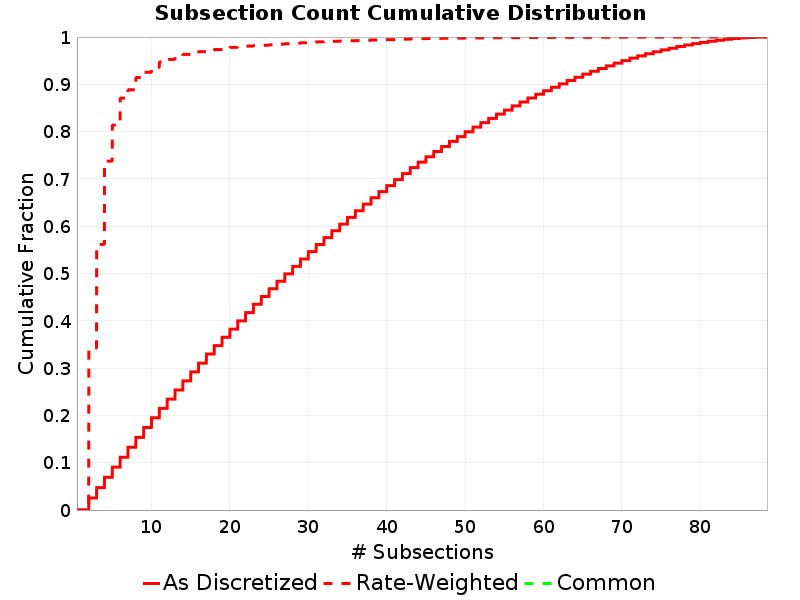 Subsection Count Cumulative Distribution
Cumulative Fraction
1
0.9
0.8
0.7
0.6
0.5
0.4
0.3
0.2
0.1
0
10 20 30 40 50 60 70 80
# Subsections
As Discretized Rate-Weighted Common